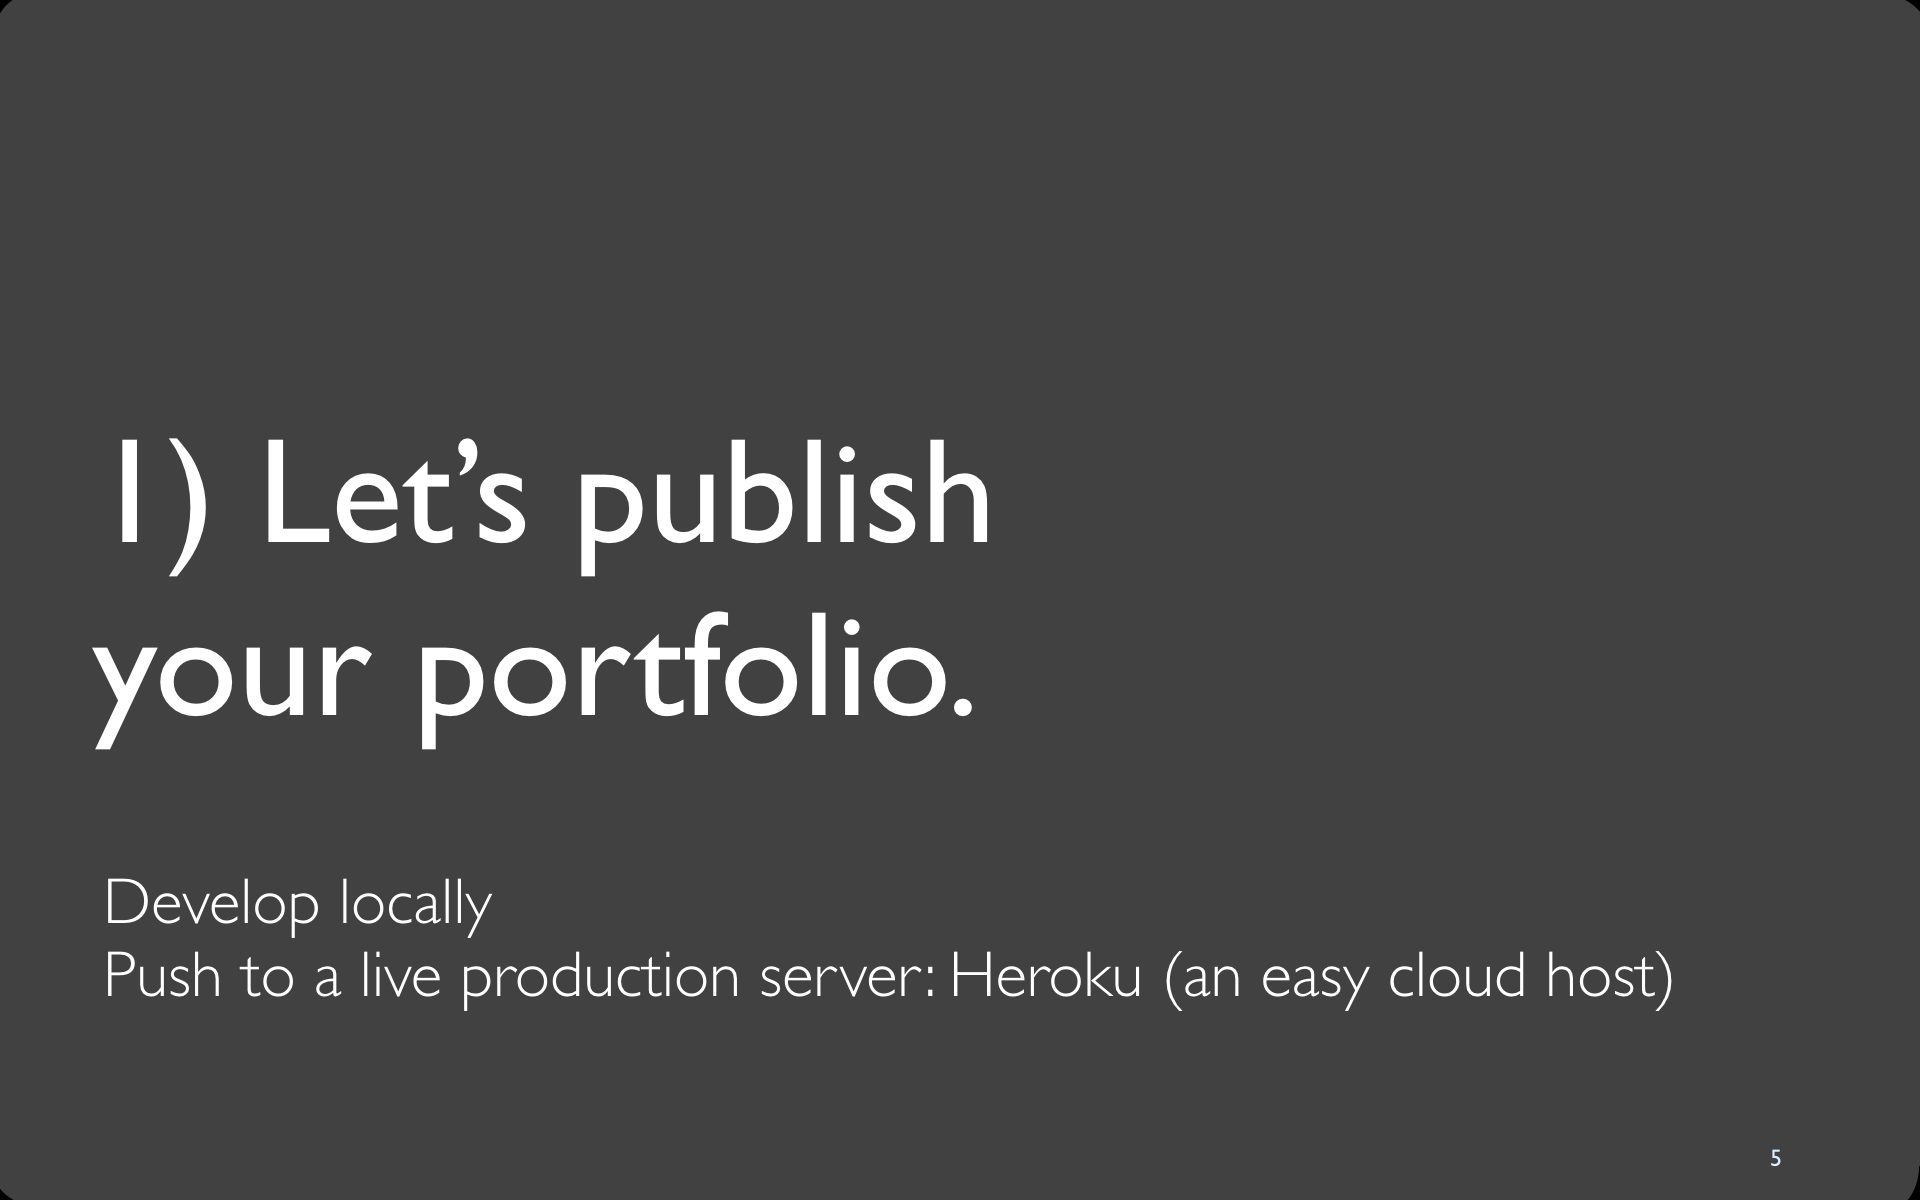 1) Let’s publish
your portfolio.
Develop locally
Push to a live production server: Heroku (an easy cloud host)
5